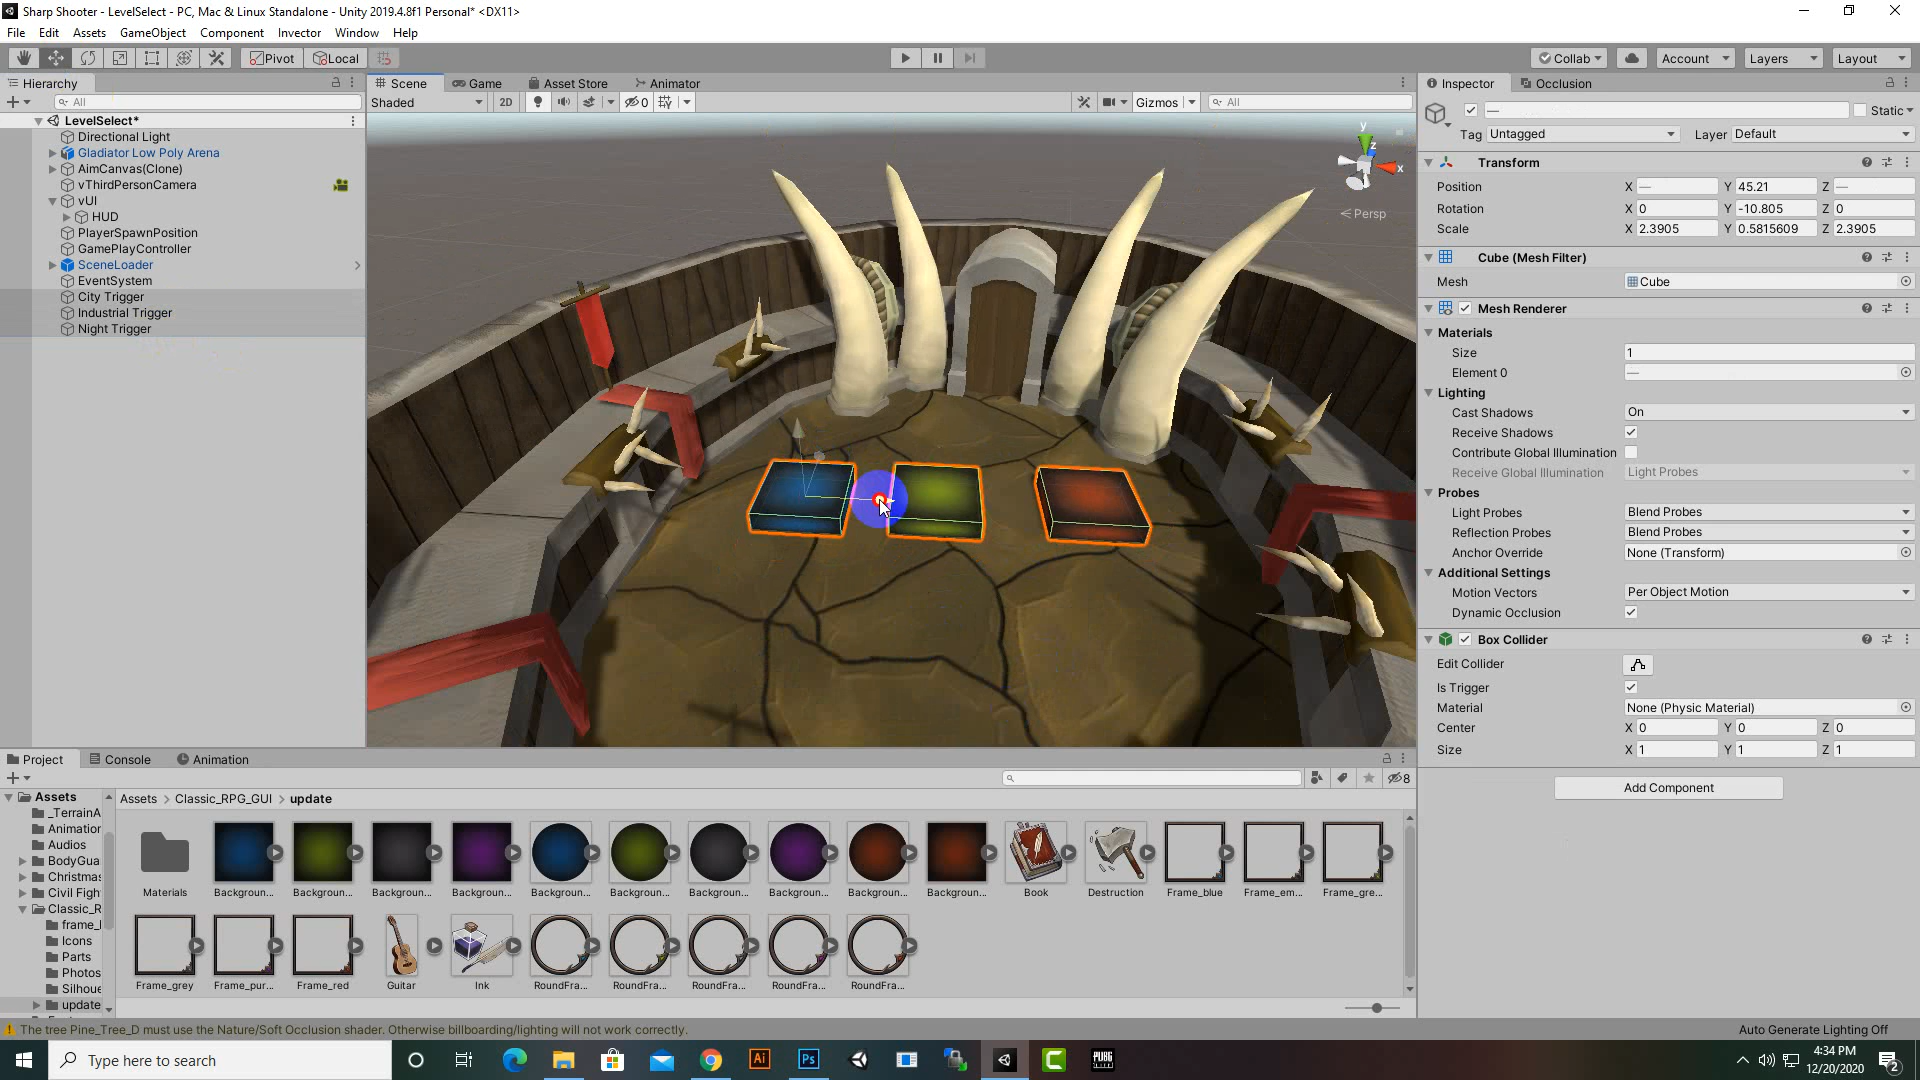 Sharp Shooter - LevelSelect - PC, Mac & Linux Standalone - Unity 2019.4.8f1 Personal* <DX11>
File Edit Assets GameObject Component Invector Window Help
Pivot Local Collab Account Layers Layout
Hierarchy
All
LevelSelect*
Directional Light
Gladiator Low Poly Arena
AimCanvas(Clone)
vThirdPersonCamera
vUI
HUD
PlayerSpawnPosition
GamePlayController
SceneLoader
EventSystem
City Trigger
Industrial Trigger
Night Trigger
Scene Game Asset Store Animator
Shaded 2D 0 Gizmos All
y
z
x
Persp
Inspector Occlusion
Static
Tag Untagged Layer Default
Transform
Position X — Y 45.21 Z —
Rotation X 0 Y -10.805 Z 0
Scale X 2.3905 Y 0.5815609 Z 2.3905
Cube (Mesh Filter)
Mesh Cube
Mesh Renderer
Materials
Size 1
Element 0 —
Lighting
Cast Shadows On
Receive Shadows
Contribute Global Illumination
Receive Global Illumination Light Probes
Probes
Light Probes Blend Probes
Reflection Probes Blend Probes
Anchor Override None (Transform)
Additional Settings
Motion Vectors Per Object Motion
Dynamic Occlusion
Box Collider
Edit Collider
Is Trigger
Material None (Physic Material)
Center X 0 Y 0 Z 0
Size X 1 Y 1 Z 1
Add Component
Project Console Animation
8
Assets
_TerrainA
Animation
Audios
BodyGua
Christmas
Civil Figh
Classic_R
frame_
Icons
Parts
Photos
Silhoue
update
Assets > Classic_RPG_GUI > update
Materials Backgroun... Backgroun... Backgroun... Backgroun... Backgroun... Backgroun... Backgroun... Backgroun... Backgroun... Backgroun... Book Destruction Frame_blue Frame_em... Frame_gre...
Frame_grey Frame_pur... Frame_red Guitar Ink RoundFra... RoundFra... RoundFra... RoundFra... RoundFra...
The tree Pine_Tree_D must use the Nature/Soft Occlusion shader. Otherwise billboarding/lighting will not work correctly.
Auto Generate Lighting Off
Type here to search
Ai Ps PUBG
4:34 PM
12/20/2020
2